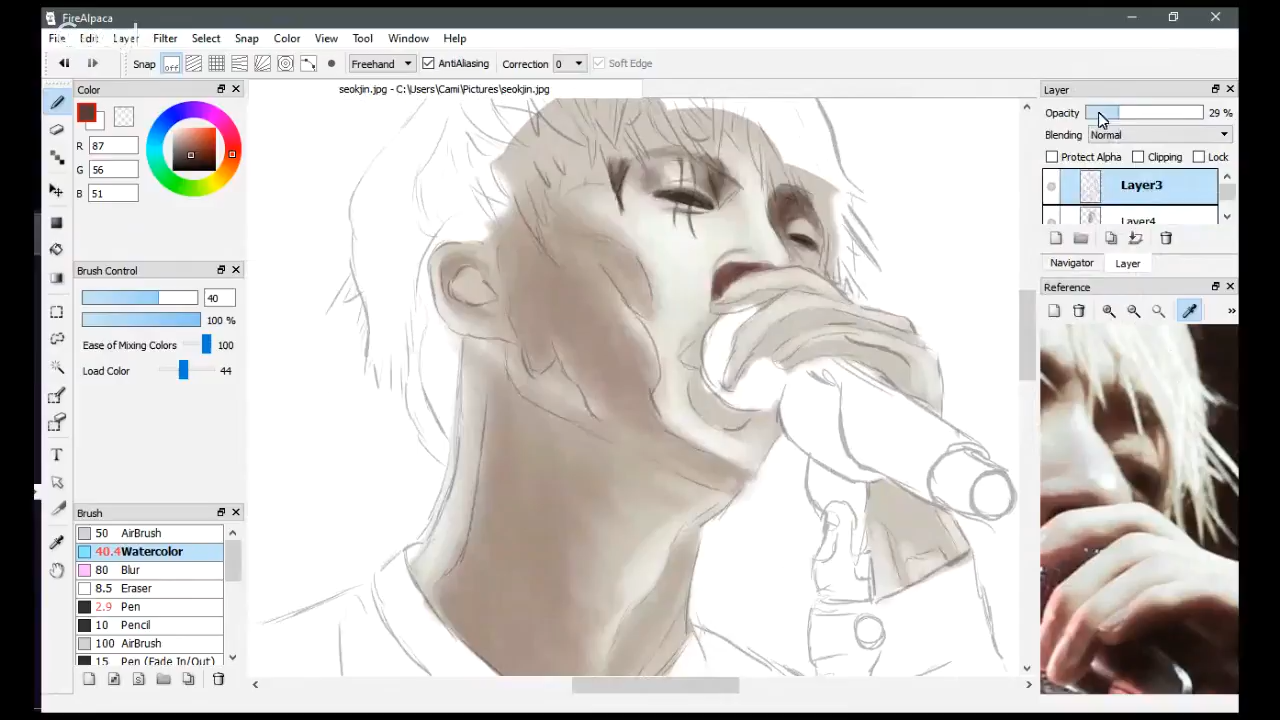 FireAlpaca
File Edit Layer Filter Select Snap Color View Tool Window Help
Snap off Freehand AntiAliasing Correction 0 Soft Edge
Color
R 87
G 56
B 51
Brush Control
40
100 %
Ease of Mixing Colors 100
Load Color 44
Brush
50 AirBrush
40.4 Watercolor
80 Blur
8.5 Eraser
2.9 Pen
10 Pencil
100 AirBrush
15 Pen (Fade In/Out)
seokjin.jpg - C:\Users\Cami\Pictures\seokjin.jpg
Layer
Opacity 29 %
Blending Normal
Protect Alpha Clipping Lock
Layer3
Layer4
Navigator Layer
Reference